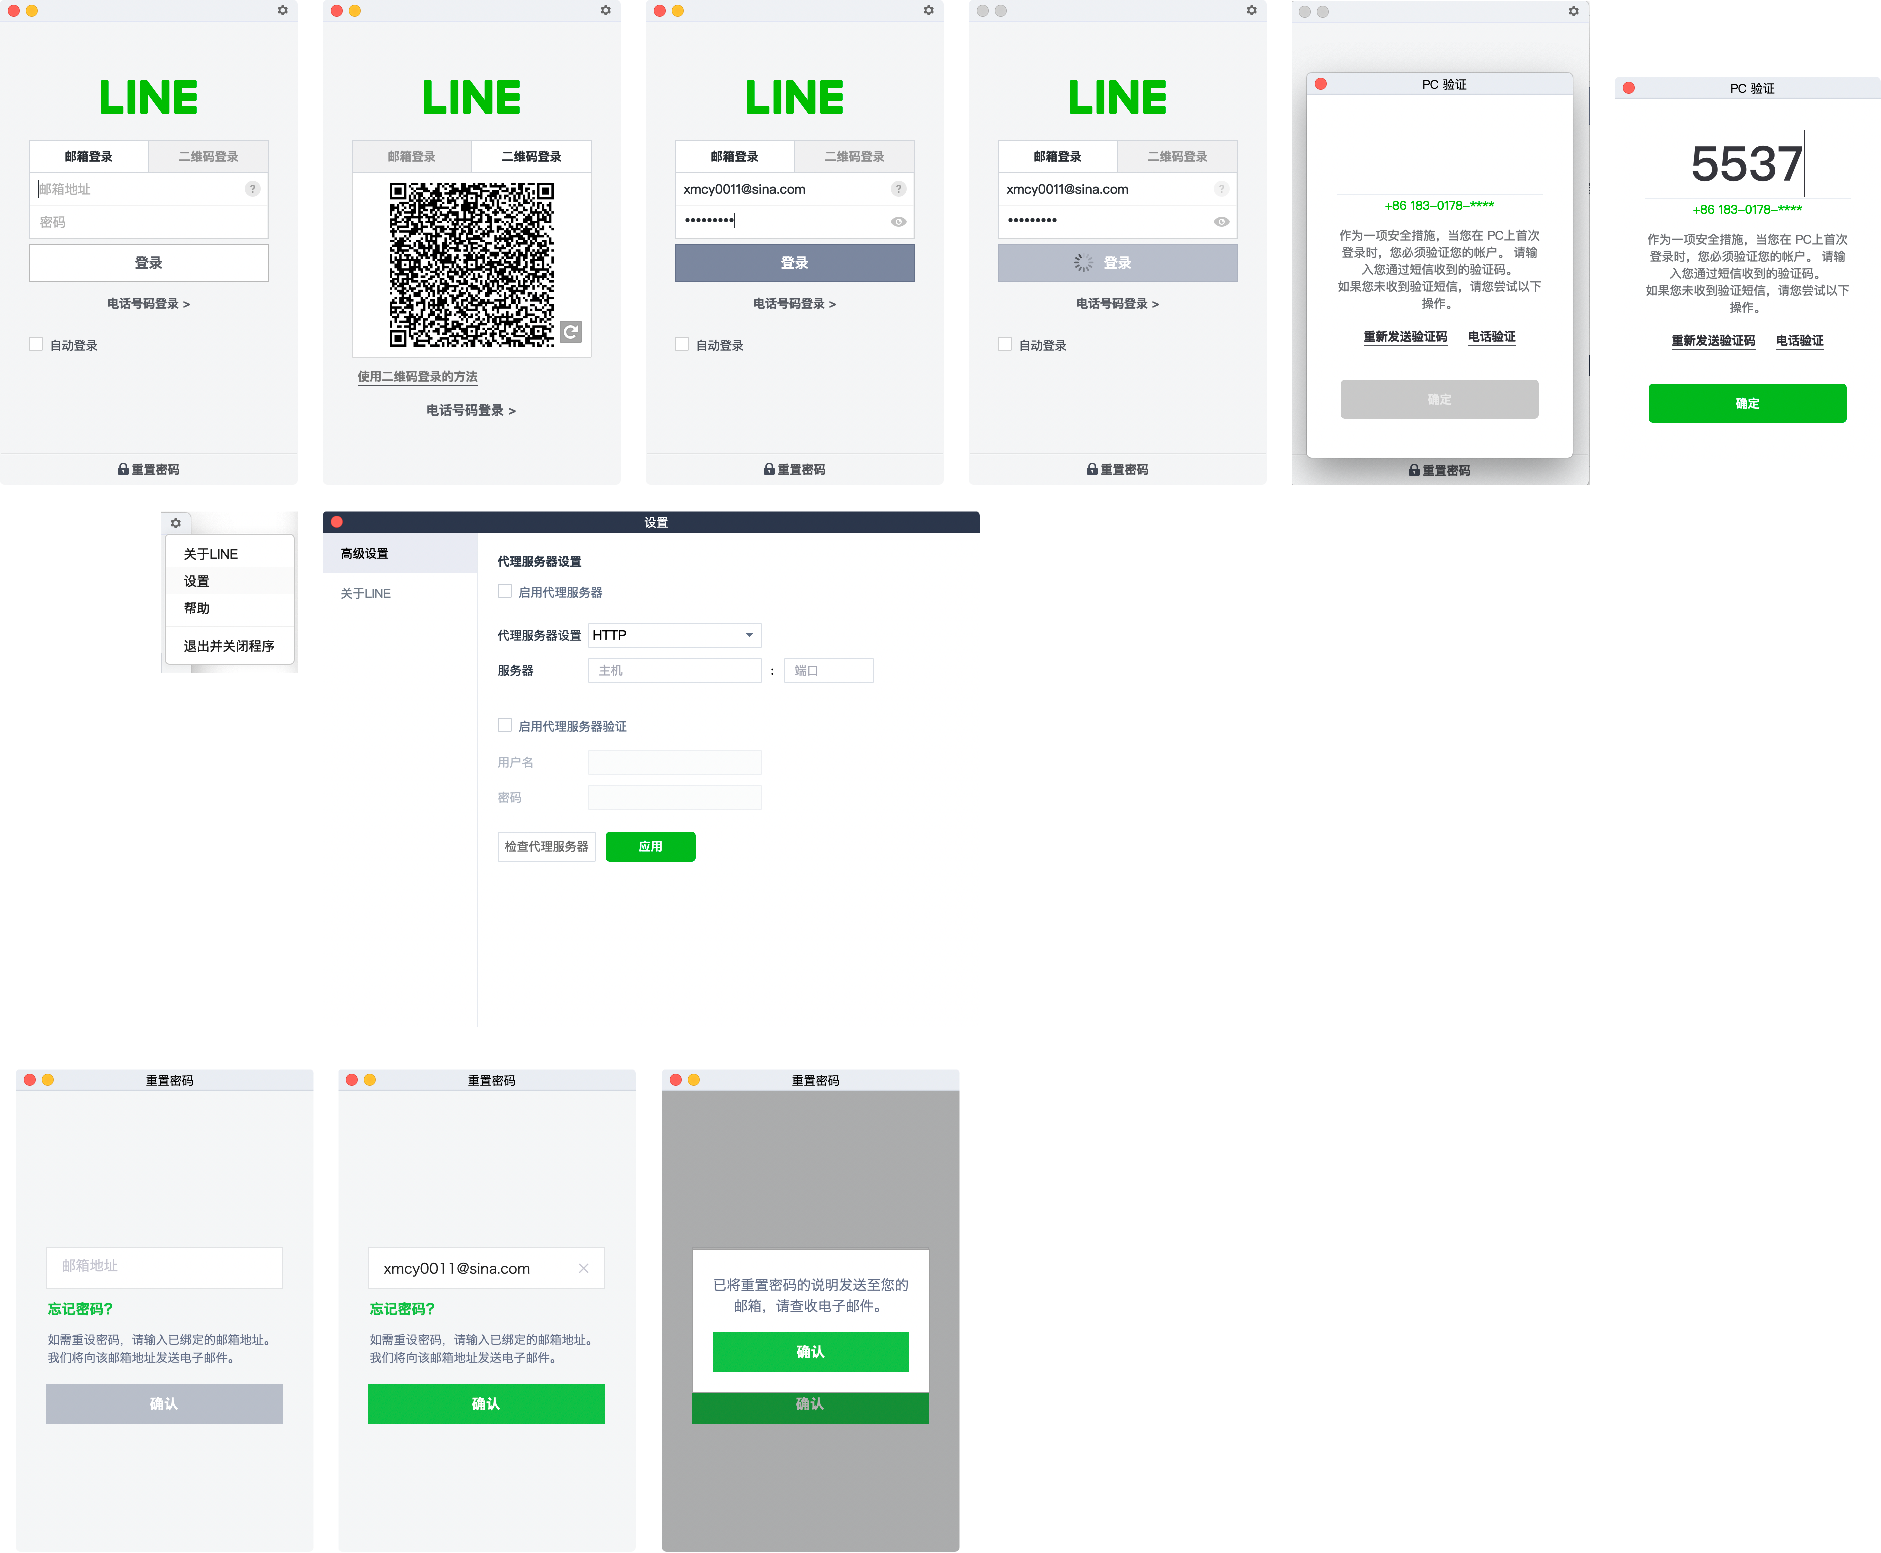 LINE
邮箱登录 二维码登录
邮箱地址 ?
密码
登录
电话号码登录 >
自动登录
重置密码
LINE
邮箱登录 二维码登录
使用二维码登录的方法
电话号码登录 >
LINE
邮箱登录 二维码登录
xmcy0011@sina.com ?
•••••••••
登录
电话号码登录 >
自动登录
重置密码
LINE
邮箱登录 二维码登录
xmcy0011@sina.com ?
•••••••••
登录
电话号码登录 >
自动登录
重置密码
PC 验证
+86 183-0178-****
作为一项安全措施，当您在 PC上首次
登录时，您必须验证您的帐户。 请输
入您通过短信收到的验证码。
如果您未收到验证短信，请您尝试以下
操作。
重新发送验证码 电话验证
确定
重置密码
PC 验证
5537
+86 183-0178-****
作为一项安全措施，当您在 PC上首次
登录时，您必须验证您的帐户。 请输
入您通过短信收到的验证码。
如果您未收到验证短信，请您尝试以下
操作。
重新发送验证码 电话验证
确定
关于LINE
设置
帮助
退出并关闭程序
设置
高级设置
关于LINE
代理服务器设置
启用代理服务器
代理服务器设置 HTTP
服务器 主机 : 端口
启用代理服务器验证
用户名
密码
检查代理服务器 应用
重置密码
邮箱地址
忘记密码?
如需重设密码，请输入已绑定的邮箱地址。
我们将向该邮箱地址发送电子邮件。
确认
重置密码
xmcy0011@sina.com
忘记密码?
如需重设密码，请输入已绑定的邮箱地址。
我们将向该邮箱地址发送电子邮件。
确认
重置密码
已将重置密码的说明发送至您的
邮箱，请查收电子邮件。
确认
确认